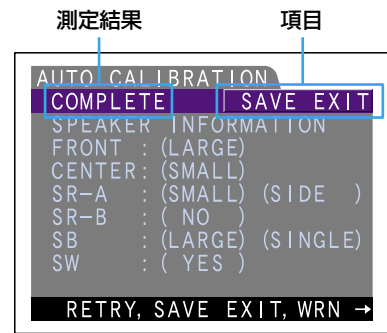 測定結果 項目
AUTO CALIBRATION
COMPLETE SAVE EXIT
SPEAKER INFORMATION
FRONT : (LARGE)
CENTER : (SMALL)
SR-A : (SMALL) (SIDE )
SR-B : ( NO )
SB : (LARGE) (SINGLE)
SW : ( YES )
RETRY, SAVE EXIT, WRN →